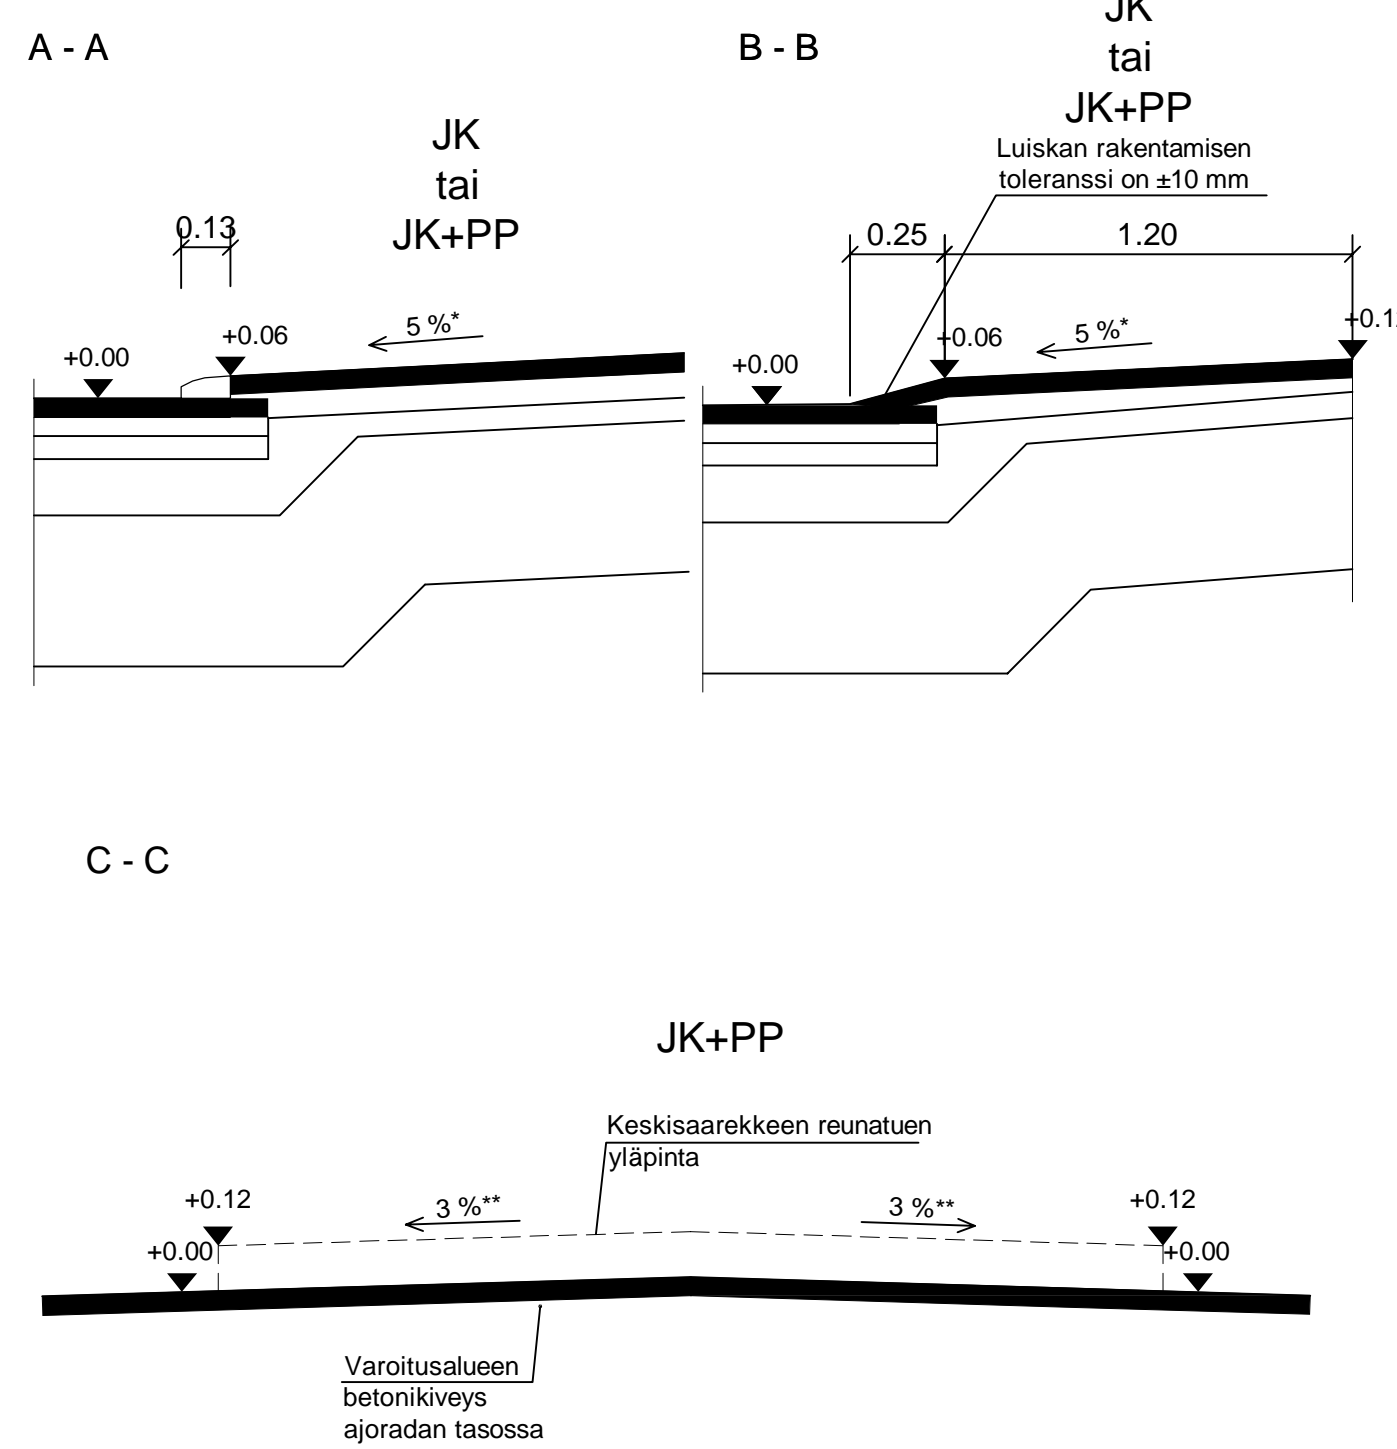 A - A
JK
tai
JK+PP
0.13
5 %*
+0.06
+0.00
B - B
JK
tai
JK+PP
Luiskan rakentamisen
toleranssi on ±10 mm
0.25
1.20
5 %*
+0.06
+0.00
C - C
JK+PP
Keskisaarekkeen reunatuen
yläpinta
+0.12
3 %**
3 %**
+0.12
+0.00
+0.00
Varoitusalueen
betonikiveys
ajoradan tasossa